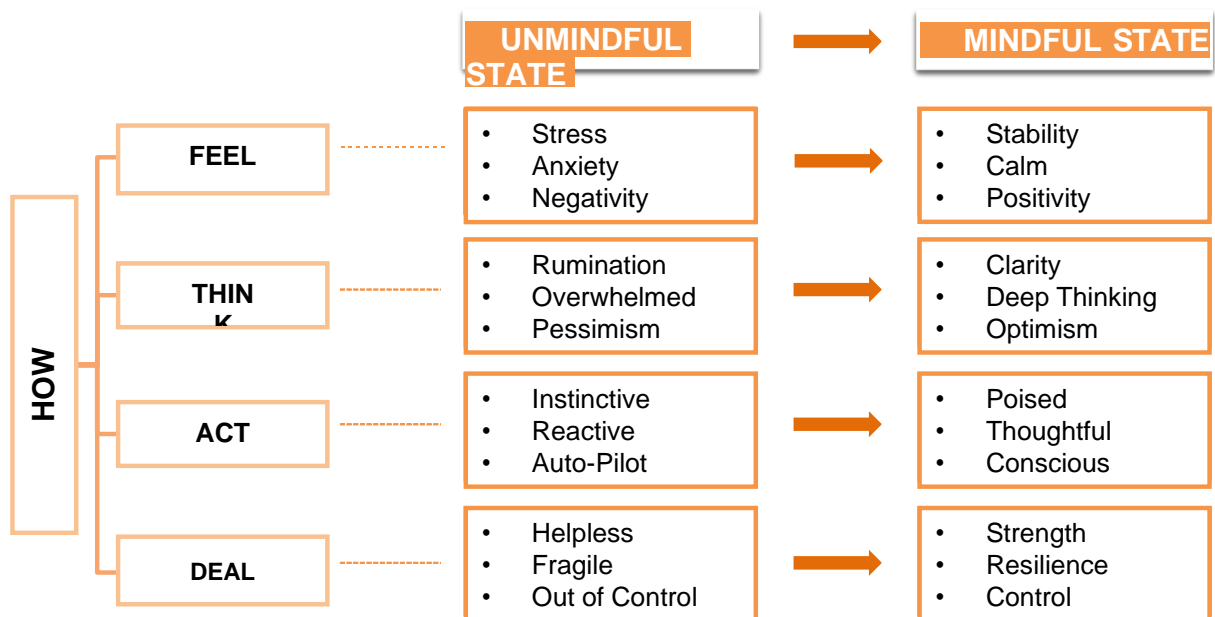 UNMINDFUL
STATE
MINDFUL STATE
HOW
FEEL
• Stress
• Anxiety
• Negativity
• Stability
• Calm
• Positivity
THIN
K
• Rumination
• Overwhelmed
• Pessimism
• Clarity
• Deep Thinking
• Optimism
ACT
• Instinctive
• Reactive
• Auto-Pilot
• Poised
• Thoughtful
• Conscious
DEAL
• Helpless
• Fragile
• Out of Control
• Strength
• Resilience
• Control